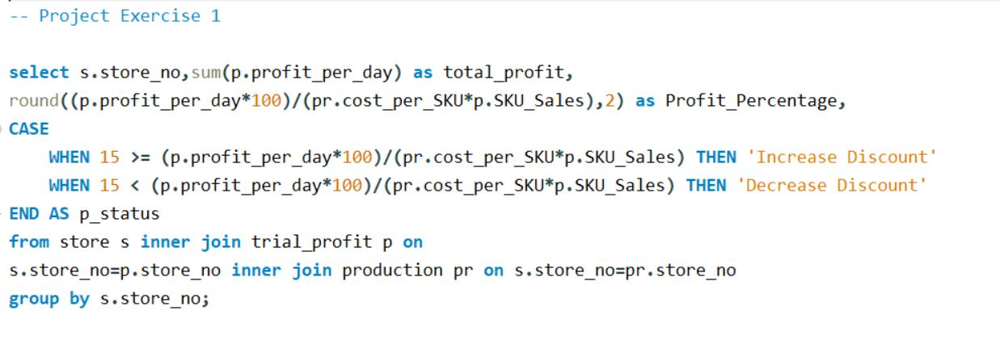 -- Project Exercise 1
select s.store_no,sum(p.profit_per_day) as total_profit,
round((p.profit_per_day*100)/(pr.cost_per_SKU*p.SKU_Sales),2) as Profit_Percentage,
CASE
    WHEN 15 >= (p.profit_per_day*100)/(pr.cost_per_SKU*p.SKU_Sales) THEN 'Increase Discount'
    WHEN 15 < (p.profit_per_day*100)/(pr.cost_per_SKU*p.SKU_Sales) THEN 'Decrease Discount'
END AS p_status
from store s inner join trial_profit p on
s.store_no=p.store_no inner join production pr on s.store_no=pr.store_no
group by s.store_no;